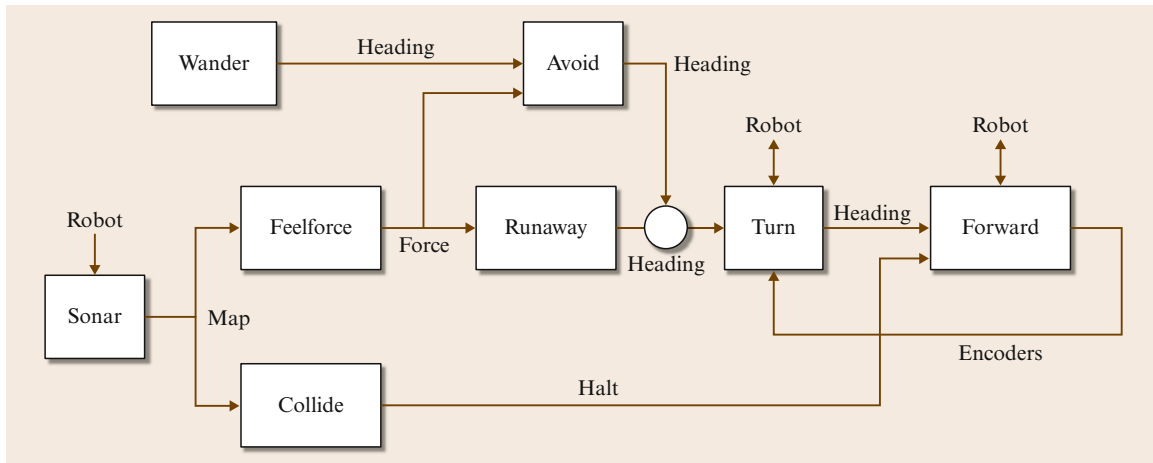 Heading
Wander
Avoid
Heading
Robot
Robot
Robot
Feelforce
Force
Runaway
Heading
Turn
Heading
Forward
Sonar
Map
Encoders
Halt
Collide